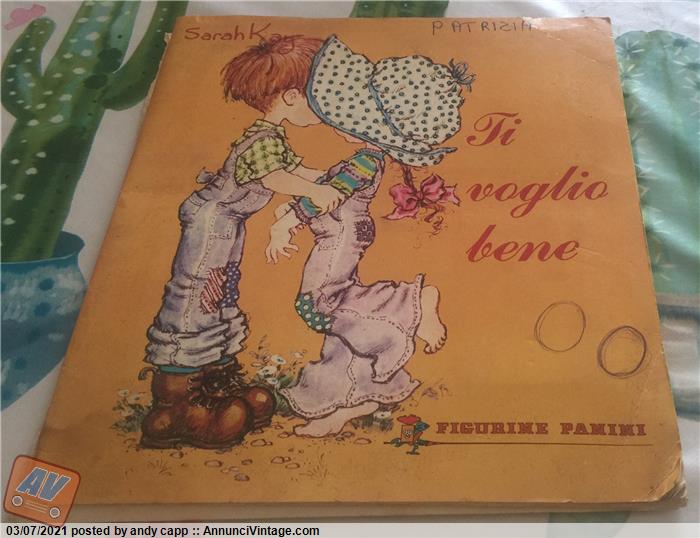 Sarah Kay
PATRIZIA
Ti
voglio
bene
FIGURINE PANINI
AV
03/07/2021 posted by andy capp :: AnnunciVintage.com